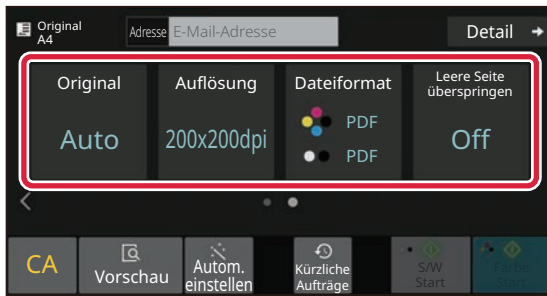 Original
A4
Adresse E-Mail-Adresse
Detail
Original
Auflösung
Dateiformat
Leere Seite
überspringen
Auto
200x200dpi
PDF
PDF
Off
CA
Vorschau
Autom.
einstellen
Kürzliche
Aufträge
S/W
Start
Farbe
Start